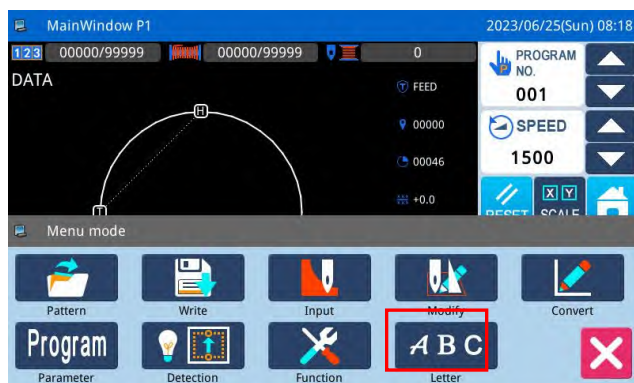 MainWindow P1 2023/06/25(Sun) 08:18
123 00000/99999 00000/99999 0
DATA
H
T
T FEED
00000
00046
+0.0
P PROGRAM
NO.
001
SPEED
1500
RESET
X Y
SCALE
Menu mode
Pattern Write Input Modify Convert
Program
A B C
Parameter Detection Function Letter